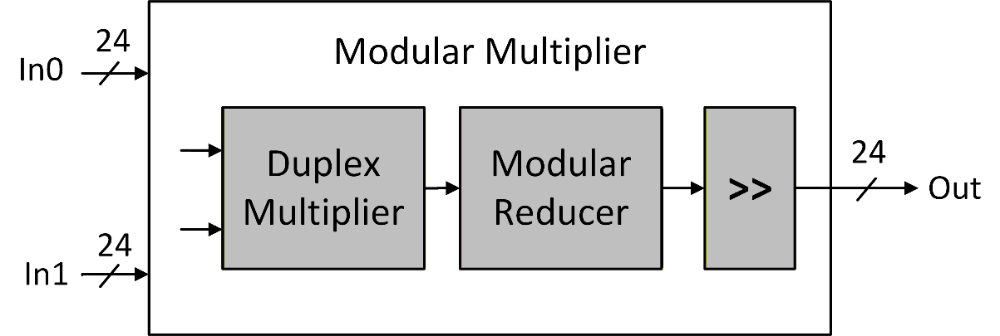 24
Modular Multiplier
In0
Duplex
Multiplier
Modular
Reducer
>>
24
Out
24
In1